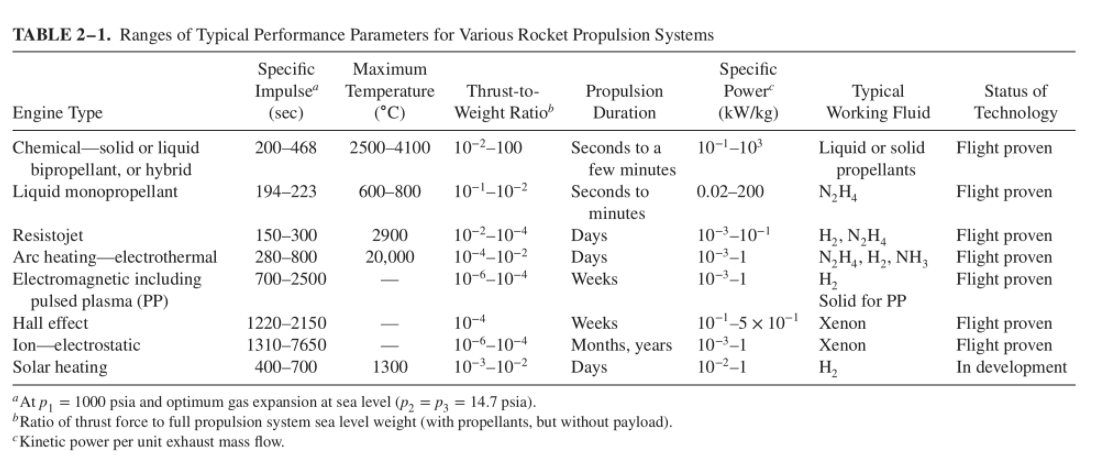 TABLE 2–1. Ranges of Typical Performance Parameters for Various Rocket Propulsion Systems
Specific Maximum Specific
Impulseᵃ Temperature Thrust-to- Propulsion Powerᶜ Typical Status of
Engine Type (sec) (°C) Weight Ratioᵇ Duration (kW/kg) Working Fluid Technology
Chemical—solid or liquid 200–468 2500–4100 10⁻²–100 Seconds to a 10⁻¹–10³ Liquid or solid Flight proven
bipropellant, or hybrid few minutes propellants
Liquid monopropellant 194–223 600–800 10⁻¹–10⁻² Seconds to 0.02–200 N₂H₄ Flight proven
minutes
Resistojet 150–300 2900 10⁻²–10⁻⁴ Days 10⁻³–10⁻¹ H₂, N₂H₄ Flight proven
Arc heating—electrothermal 280–800 20,000 10⁻⁴–10⁻² Days 10⁻³–1 N₂H₄, H₂, NH₃ Flight proven
Electromagnetic including 700–2500 — 10⁻⁶–10⁻⁴ Weeks 10⁻³–1 H₂ Flight proven
pulsed plasma (PP) Solid for PP
Hall effect 1220–2150 — 10⁻⁴ Weeks 10⁻¹–5 × 10⁻¹ Xenon Flight proven
Ion—electrostatic 1310–7650 — 10⁻⁶–10⁻⁴ Months, years 10⁻³–1 Xenon Flight proven
Solar heating 400–700 1300 10⁻³–10⁻² Days 10⁻²–1 H₂ In development
ᵃAt p₁ = 1000 psia and optimum gas expansion at sea level (p₂ = p₃ = 14.7 psia).
ᵇRatio of thrust force to full propulsion system sea level weight (with propellants, but without payload).
ᶜKinetic power per unit exhaust mass flow.